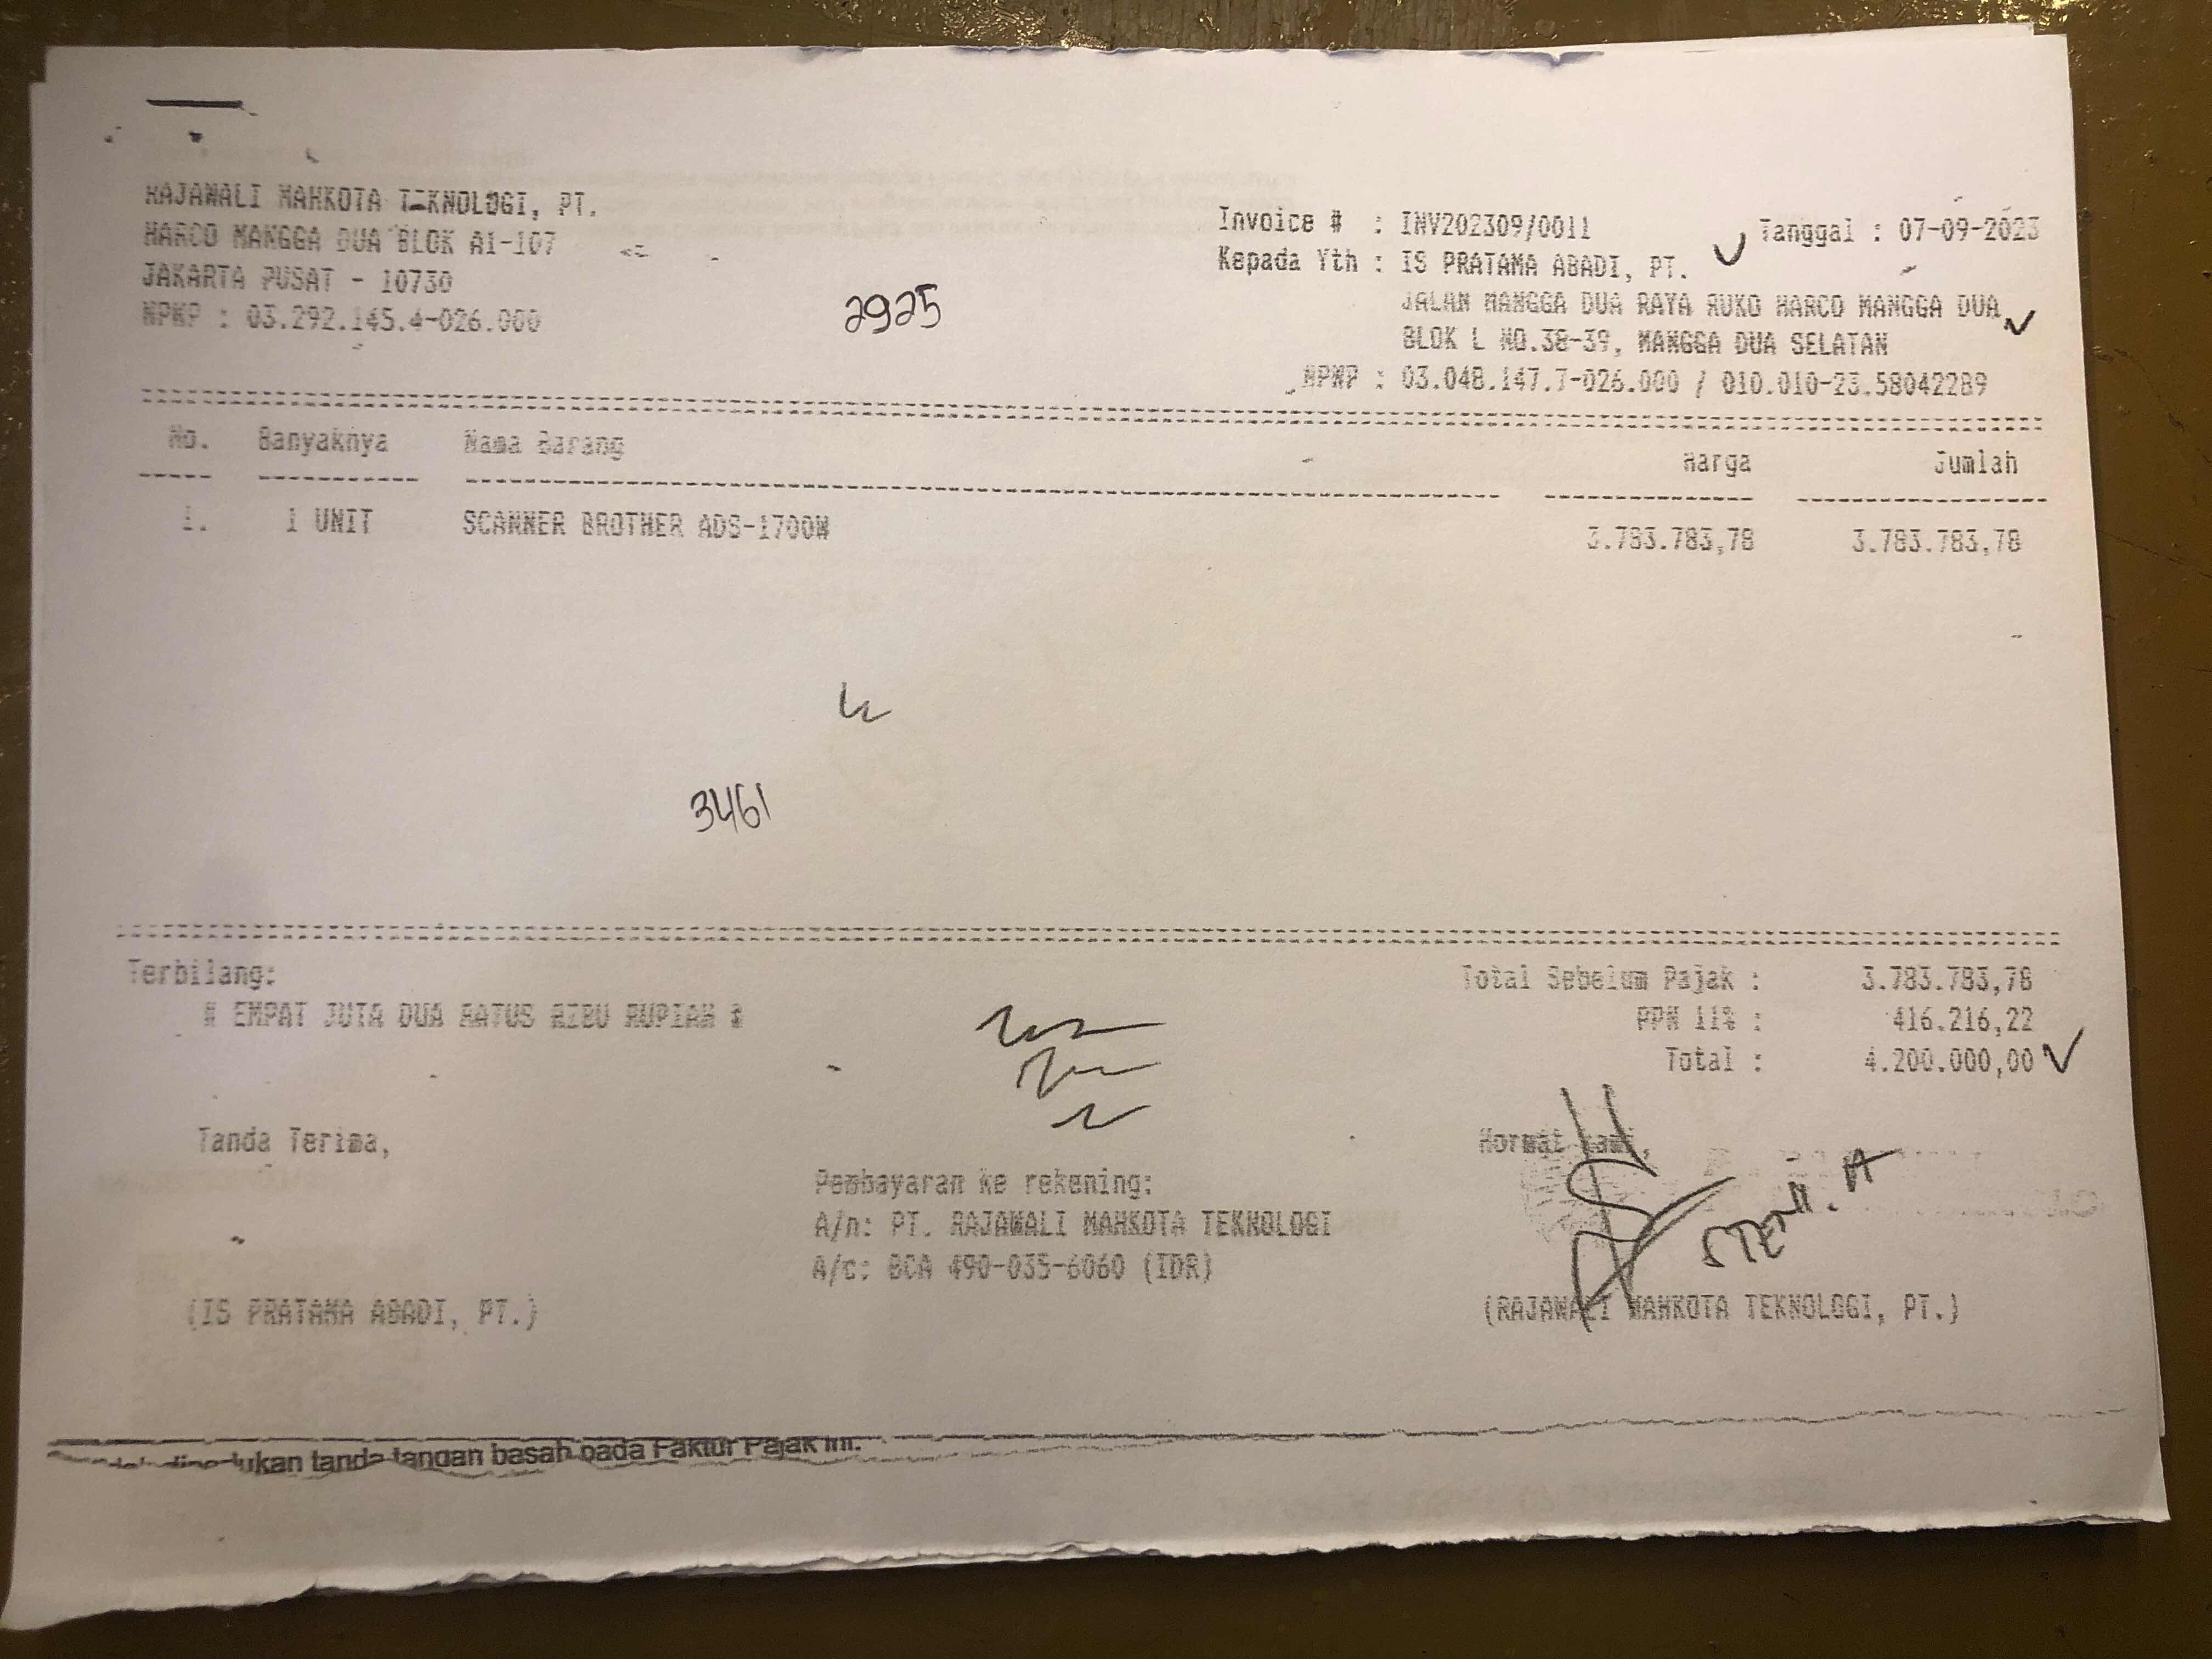 RAJAWALI MAHKOTA TEKNOLOGI, PT.
HARCO MANGGA DUA BLOK A1-107
JAKARTA PUSAT - 10730
NPWP : 03.292.145.4-026.000
2925
Invoice # : INV202309/0011 Tanggal : 07-09-2023
Kepada Yth : IS PRATAMA ABADI, PT.
JALAN MANGGA DUA RAYA RUKO HARCO MANGGA DUA
BLOK L NO.38-39, MANGGA DUA SELATAN
NPWP : 03.048.147.7-026.000 / 010.010-23.58042289
No. Banyaknya Nama Barang Harga Jumlah
1. 1 UNIT SCANNER BROTHER ADS-1700W 3.783.783,78 3.783.783,78
3461
Terbilang:
# EMPAT JUTA DUA RATUS RIBU RUPIAH #
Total Sebelum Pajak : 3.783.783,78
PPN 11% : 416.216,22
Total : 4.200.000,00
Tanda Terima,
(IS PRATAMA ABADI, PT.)
Pembayaran ke rekening:
A/n: PT. RAJAWALI MAHKOTA TEKNOLOGI
A/c: BCA 490-035-6060 (IDR)
Hormat kami,
(RAJAWALI MAHKOTA TEKNOLOGI, PT.)
tanda tangan basah pada Faktur Pajak ini.